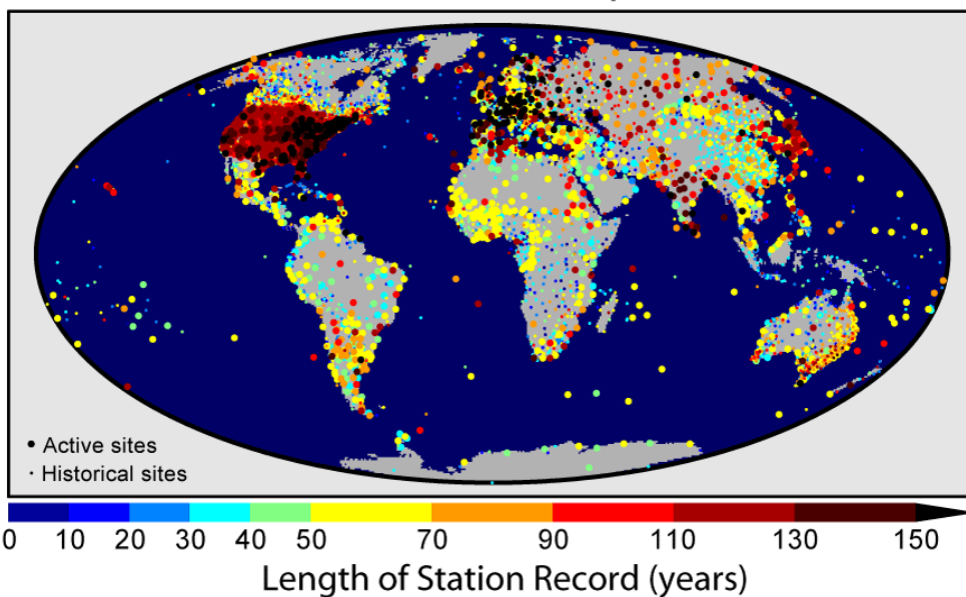 • Active sites
· Historical sites
0 10 20 30 40 50 70 90 110 130 150
Length of Station Record (years)